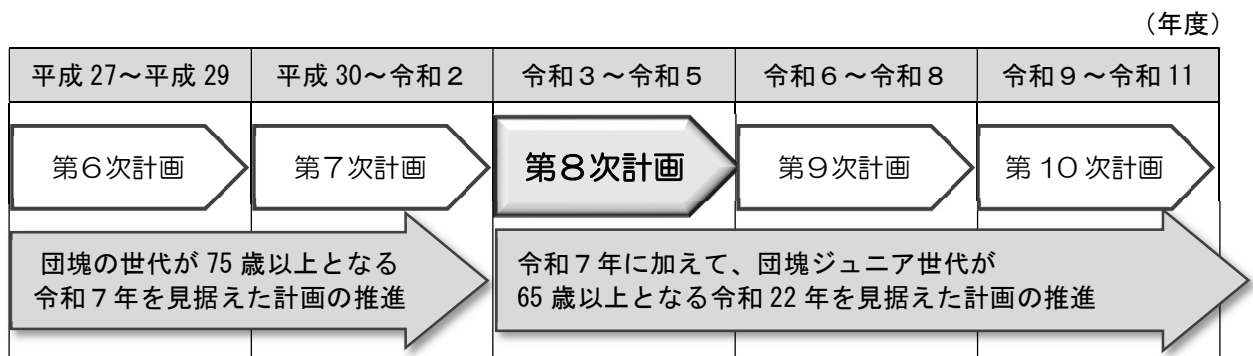 （年度）
平成 27～平成 29
平成 30～令和２
令和３～令和５
令和６～令和８
令和９～令和 11
第６次計画
第７次計画
第８次計画
第９次計画
第 10 次計画
団塊の世代が 75 歳以上となる
令和７年を見据えた計画の推進
令和７年に加えて、団塊ジュニア世代が
65 歳以上となる令和 22 年を見据えた計画の推進